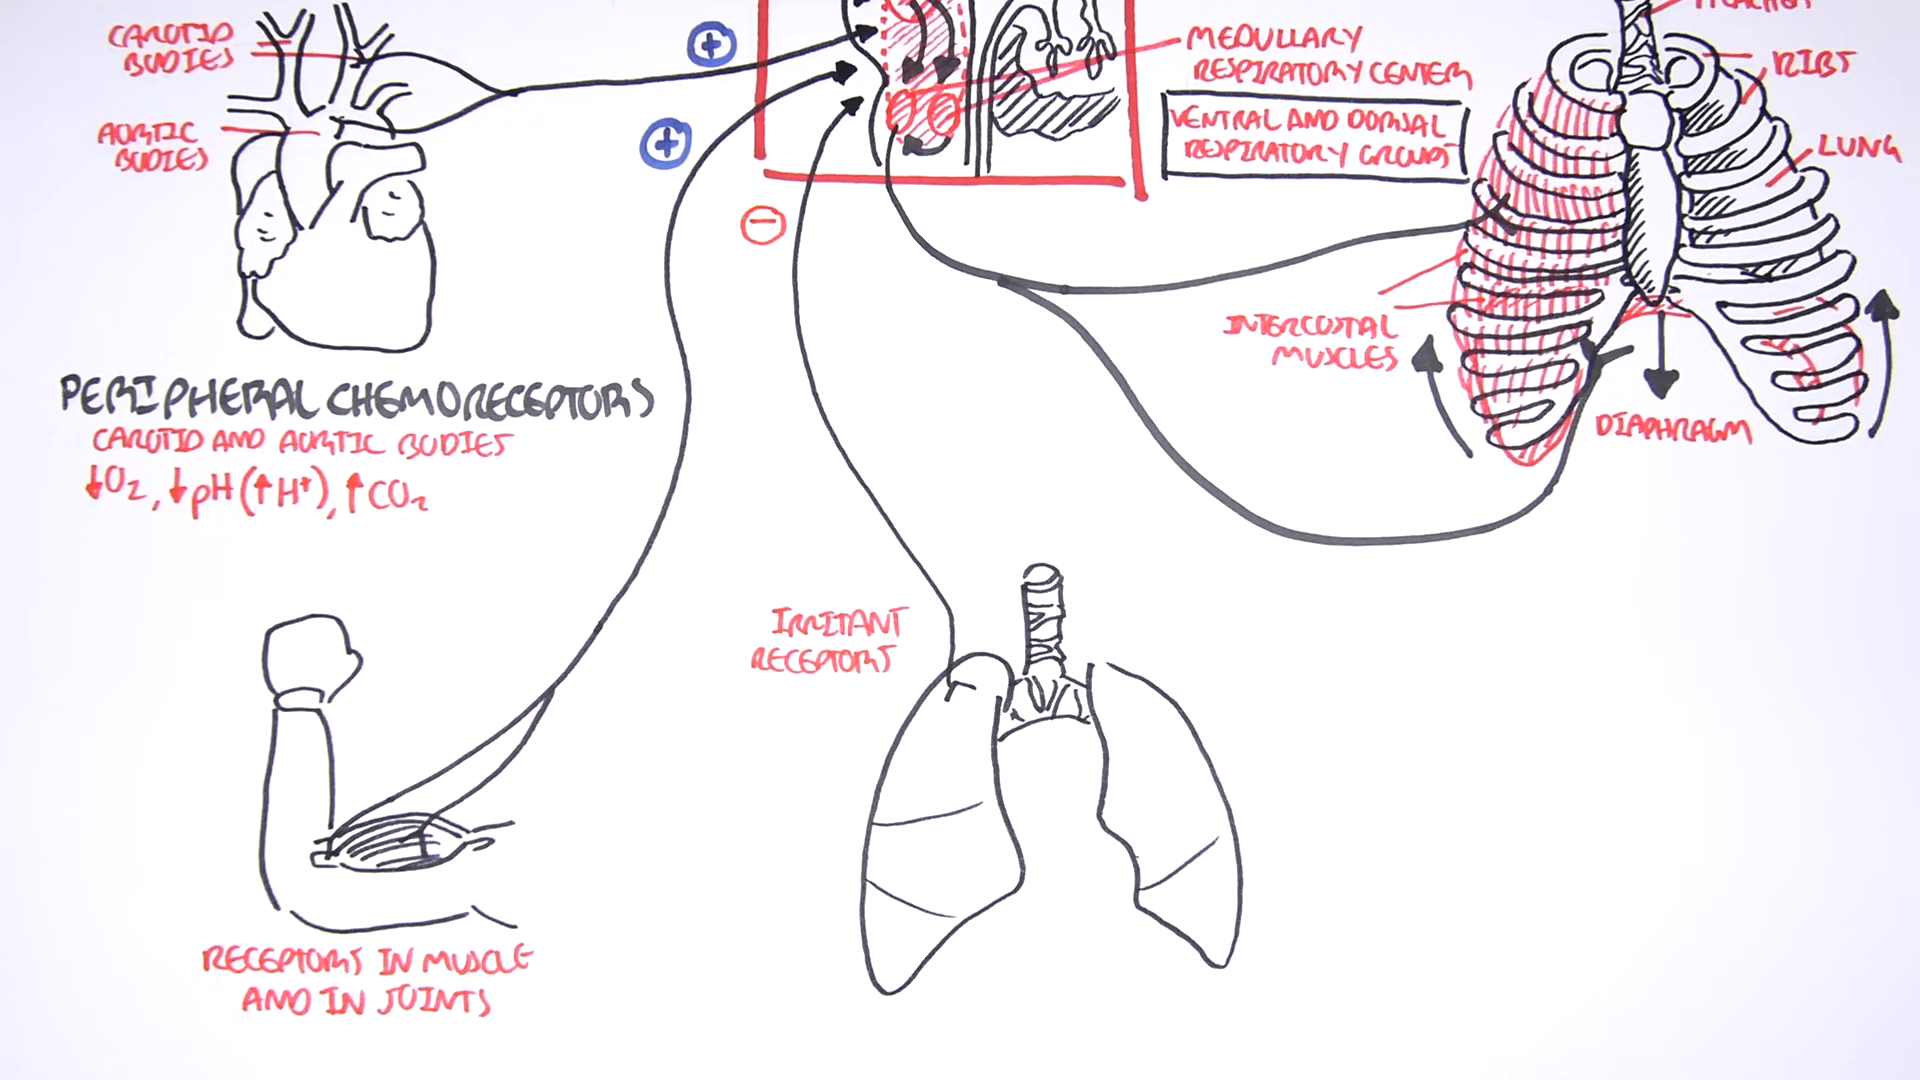 CAROTID
BODIES
AORTIC
BODIES
+
+
−
MEDULLARY
RESPIRATORY CENTER
VENTRAL AND DORSAL
RESPIRATORY GROUPS
RIBS
LUNG
INTERCOSTAL
MUSCLES
DIAPHRAGM
PERIPHERAL CHEMORECEPTORS
CAROTID AND AORTIC BODIES
↓O₂, ↓pH (↑H⁺), ↑CO₂
IRRITANT
RECEPTORS
RECEPTORS IN MUSCLE
AND IN JOINTS